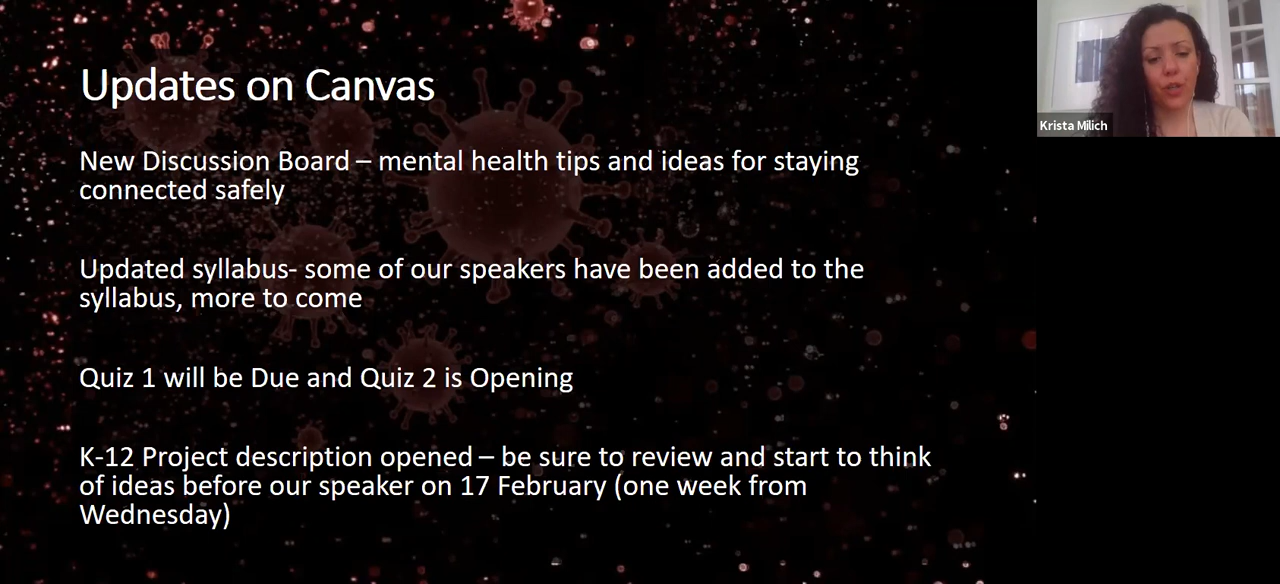 Updates on Canvas
New Discussion Board – mental health tips and ideas for staying
connected safely
Updated syllabus- some of our speakers have been added to the
syllabus, more to come
Quiz 1 will be Due and Quiz 2 is Opening
K-12 Project description opened – be sure to review and start to think
of ideas before our speaker on 17 February (one week from
Wednesday)
Krista Milich